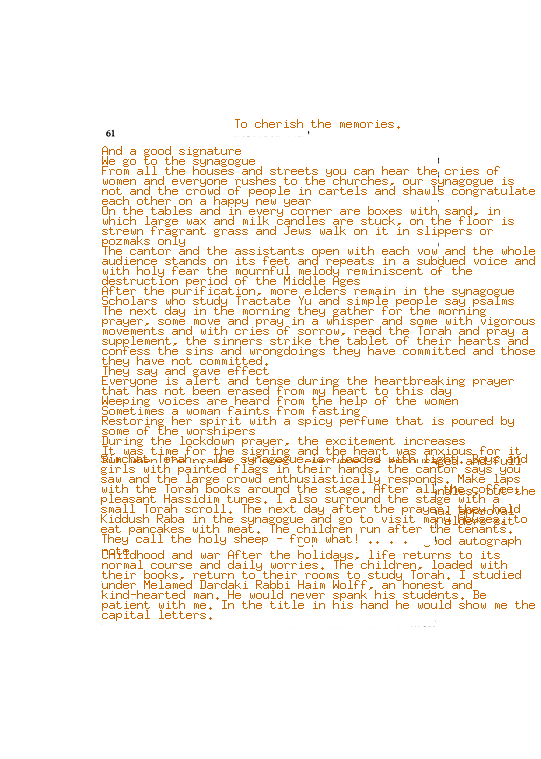 To cherish the memories.
61
And a good signature
We go to the synagogue
From all the houses and streets you can hear the cries of
women and everyone rushes to the churches, our synagogue is
not and the crowd of people in cartels and shawls congratulate
each other on a happy new year
On the tables and in every corner are boxes with sand, in
which large wax and milk candles are stuck, on the floor is
strewn fragrant grass and Jews walk on it in slippers or
pozmaks only
The cantor and the assistants open with each vow and the whole
audience stands on its feet and repeats in a subdued voice and
with holy fear the mournful melody reminiscent of the
destruction period of the Middle Ages
After the purification, more elders remain in the synagogue
Scholars who study Tractate Yu and simple people say psalms
The next day in the morning they gather for the morning
prayer, some move and pray in a whisper and some with vigorous
movements and with cries of sorrow, read the Torah and pray a
supplement, the sinners strike the tablet of their hearts and
confess the sins and wrongdoings they have committed and those
they have not committed.
They say and gave effect
Everyone is alert and tense during the heartbreaking prayer
that has not been erased from my heart to this day
Weeping voices are heard from the help of the women
Sometimes a woman faints from fasting
Restoring her spirit with a spicy perfume that is poured by
some of the worshipers
During the lockdown prayer, the excitement increases
It was time for the signing and the heart was anxious for it
Simchat Torah. The synagogue is loaded with light. Boys and
girls with painted flags in their hands, the cantor says you
saw and the large crowd enthusiastically responds. Make laps
with the Torah books around the stage. After all the coffee
but the
pleasant Hassidim tunes. I also surround the stage with a
small Torah scroll. The next day after the prayer, they hold
approval
Kiddush Raba in the synagogue and go to visit many houses to
eat pancakes with meat. The children run after the tenants.
They call the holy sheep - from what! .. . . .
od autograph
note
Childhood and war After the holidays, life returns to its
normal course and daily worries. The children, loaded with
their books, return to their rooms to study Torah. I studied
under Melamed Dardaki Rabbi Haim Wolff, an honest and
kind-hearted man. He would never spank his students. Be
patient with me. In the title in his hand he would show me the
capital letters.